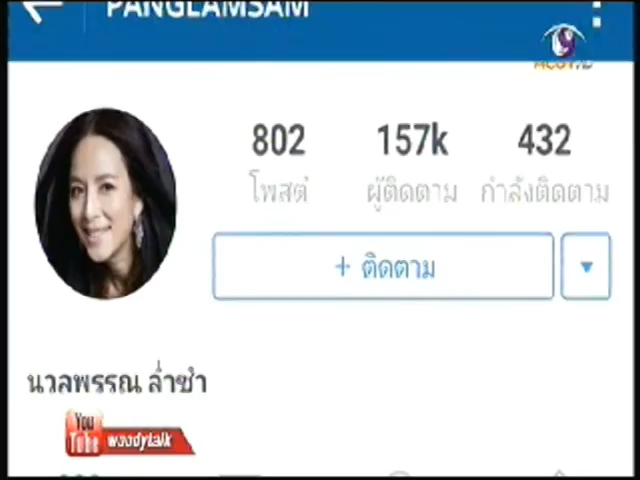 PANGLAMSAM
802 157k 432
โพสต์ ผู้ติดตาม กำลังติดตาม
+ ติดตาม
นวลพรรณ ล่ำซำ
You
Tube woodytalk